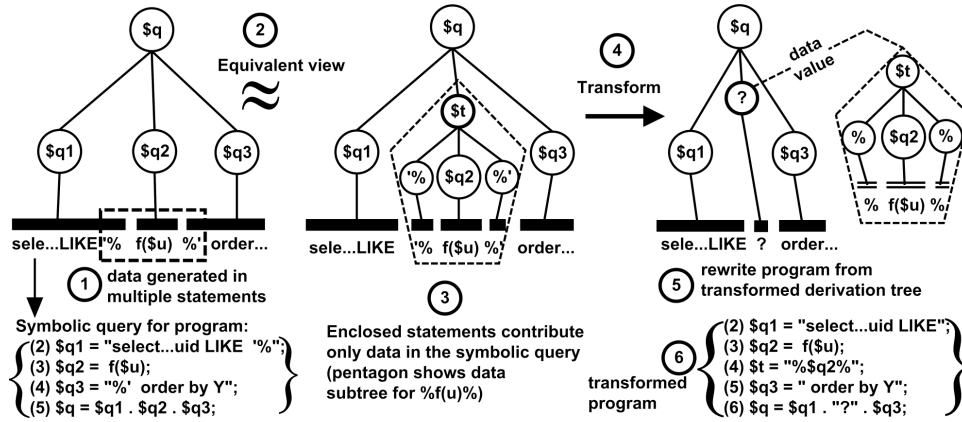 $q
2
Equivalent view
≈
$q1
$q2
$q3
sele...LIKE '% f($u) %' order...
1
data generated in
multiple statements
Symbolic query for program:
(2) $q1 = "select...uid LIKE '%";
(3) $q2 = f($u);
(4) $q3 = "%' order by Y";
(5) $q = $q1 . $q2 . $q3;
$q
$t
$q1
'%
$q2
%'
$q3
sele...LIKE '% f($u) %' order...
3
Enclosed statements contribute
only data in the symbolic query
(pentagon shows data
subtree for %f(u)%)
4
Transform
$q
?
$q1
$q3
sele...LIKE ? order...
data
value
$t
%
$q2
%
% f($u) %
5
rewrite program from
transformed derivation tree
6
transformed
program
(2) $q1 = "select...uid LIKE";
(3) $q2 = f($u);
(4) $t = "%$q2%";
(5) $q3 = " order by Y";
(6) $q = $q1 . "?" . $q3;